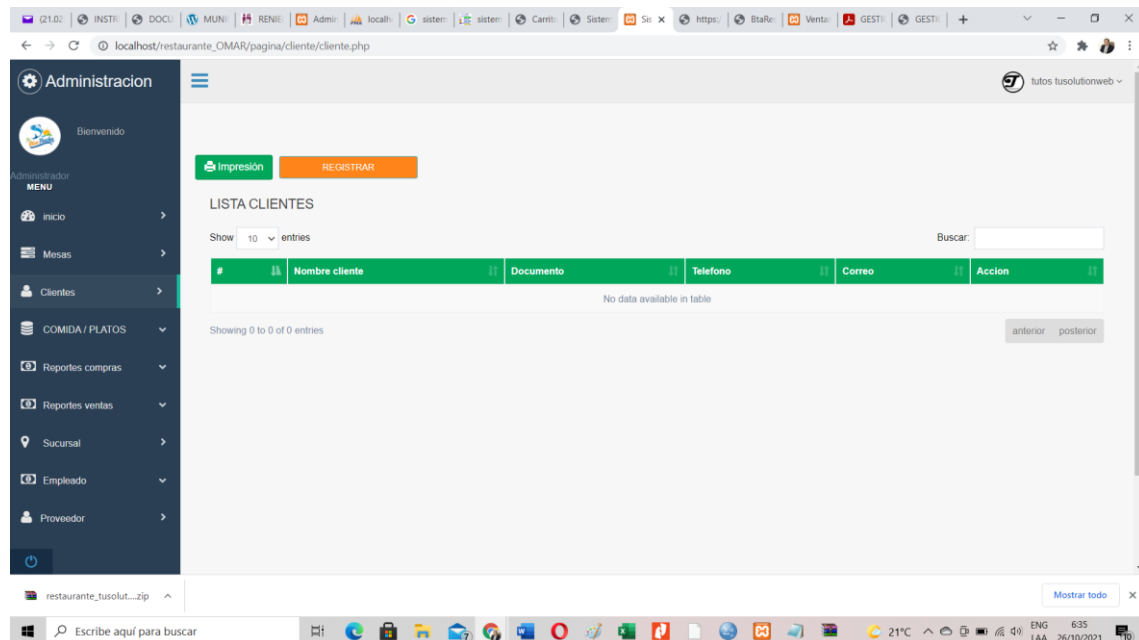 (21.02 INSTR DOCU MUNI RENIE Admin localh sistem sistem Carrito Sistem Sis https:/ BtaRe Venta GESTI GESTI
localhost/restaurante_OMAR/pagina/cliente/cliente.php
Administracion
tutos tusolutionweb
Bienvenido
Administrador
MENU
inicio
Mesas
Clientes
COMIDA / PLATOS
Reportes compras
Reportes ventas
Sucursal
Empleado
Proveedor
Impresión REGISTRAR
LISTA CLIENTES
Show 10 entries Buscar:
# Nombre cliente Documento Telefono Correo Accion
No data available in table
Showing 0 to 0 of 0 entries anterior posterior
restaurante_tusolut....zip Mostrar todo
Escribe aquí para buscar 21°C ENG 6:35
LAA 26/10/2021